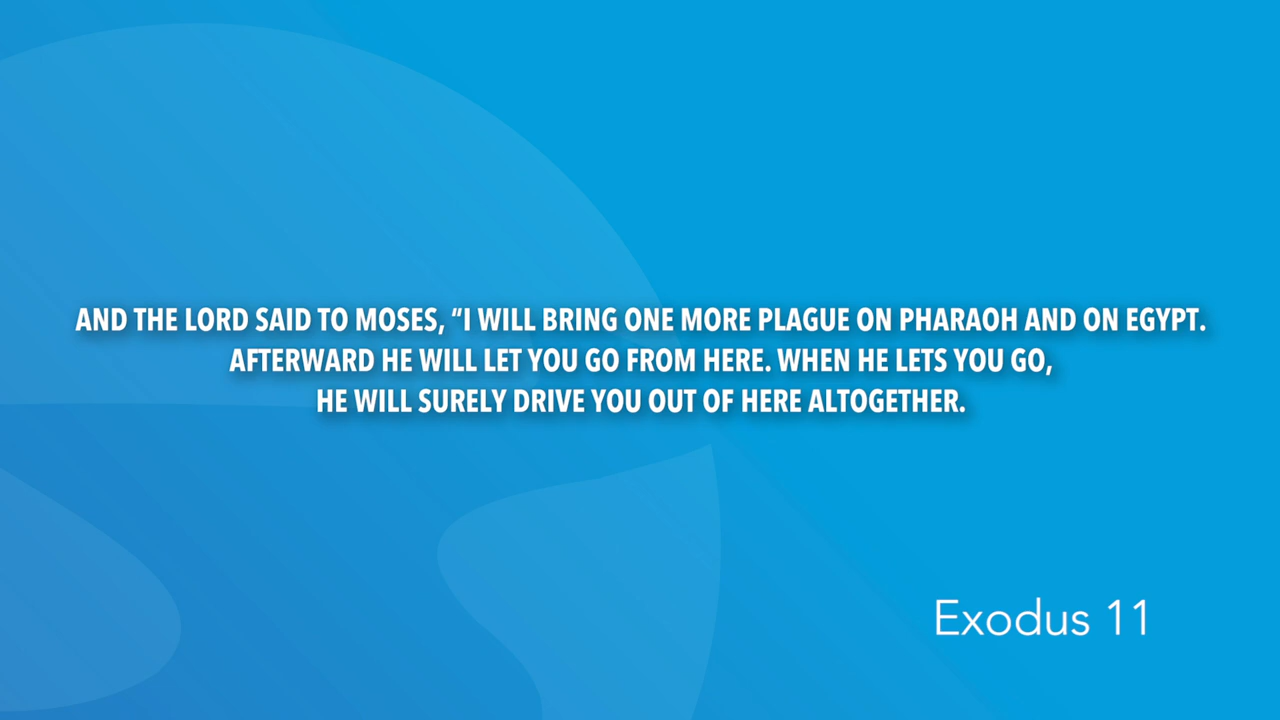 AND THE LORD SAID TO MOSES, “I WILL BRING ONE MORE PLAGUE ON PHARAOH AND ON EGYPT.
AFTERWARD HE WILL LET YOU GO FROM HERE. WHEN HE LETS YOU GO,
HE WILL SURELY DRIVE YOU OUT OF HERE ALTOGETHER.
Exodus 11